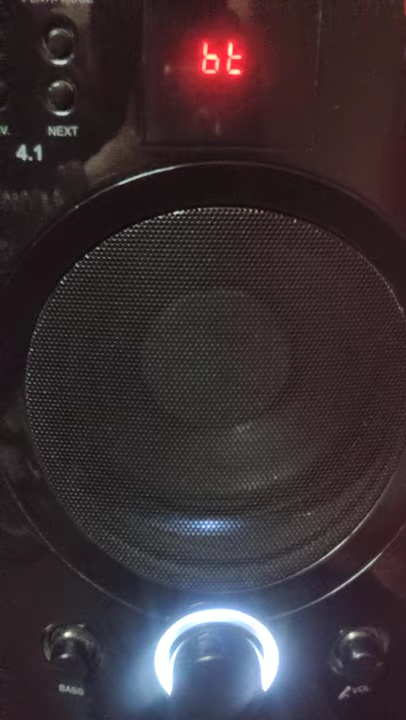 bt
V.
NEXT
4.1
BASS
VOL.